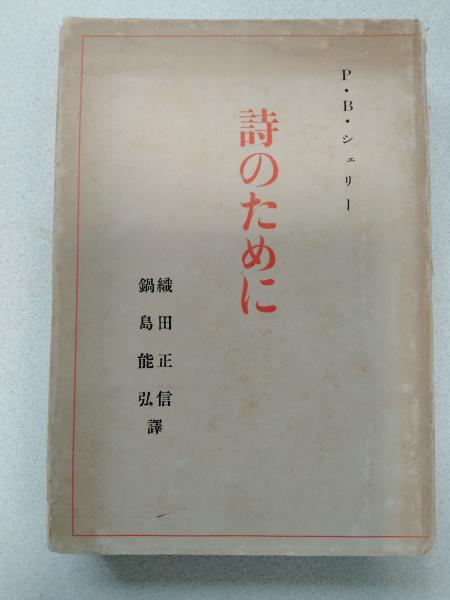 P・B・シェリー
詩のために
織田正信
鍋島能弘
譯